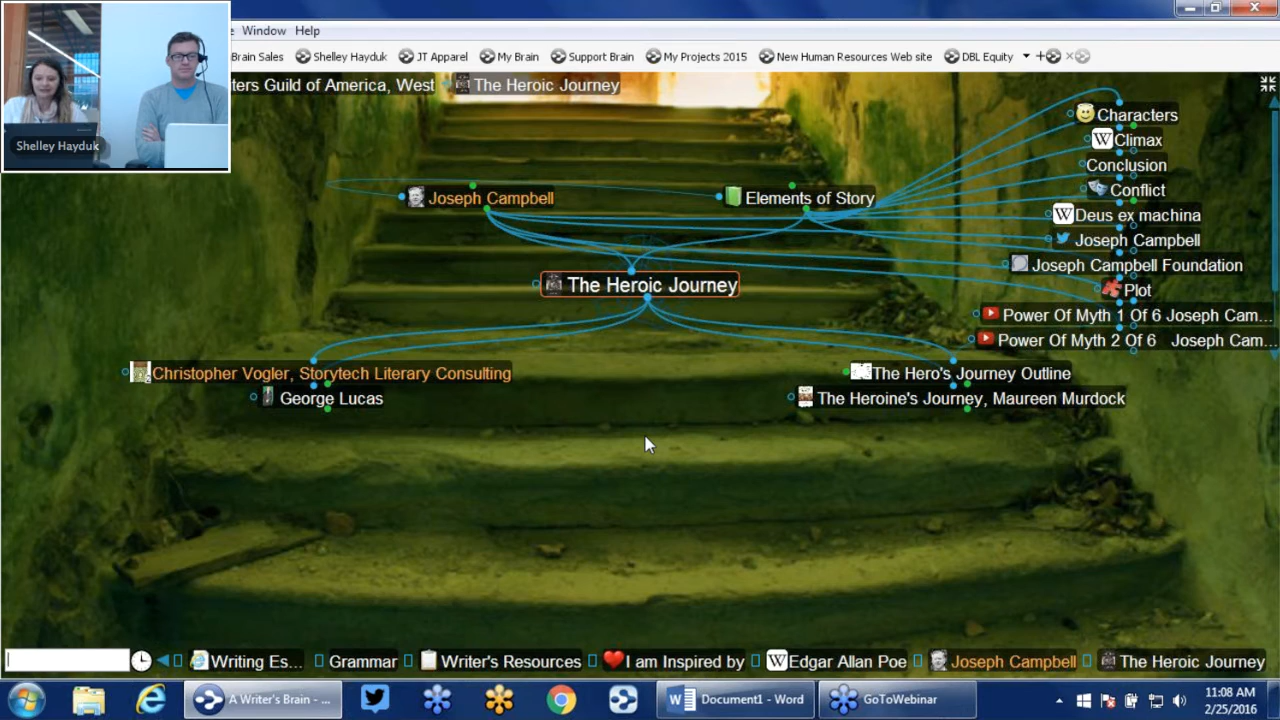 Window Help
Brain Sales Shelley Hayduk JT Apparel My Brain Support Brain My Projects 2015 New Human Resources Web site DBL Equity
ters Guild of America, West The Heroic Journey
Shelley Hayduk
Characters
Climax
Conclusion
Conflict
Deus ex machina
Joseph Campbell
Joseph Campbell Foundation
Plot
Power Of Myth 1 Of 6 Joseph Cam...
Power Of Myth 2 Of 6 Joseph Cam...
Joseph Campbell Elements of Story
The Heroic Journey
Christopher Vogler, Storytech Literary Consulting The Hero's Journey Outline
George Lucas The Heroine's Journey, Maureen Murdock
Writing Es... Grammar Writer's Resources I am Inspired by Edgar Allan Poe Joseph Campbell The Heroic Journey
A Writer's Brain - ... Document1 - Word GoToWebinar
11:08 AM
2/25/2016